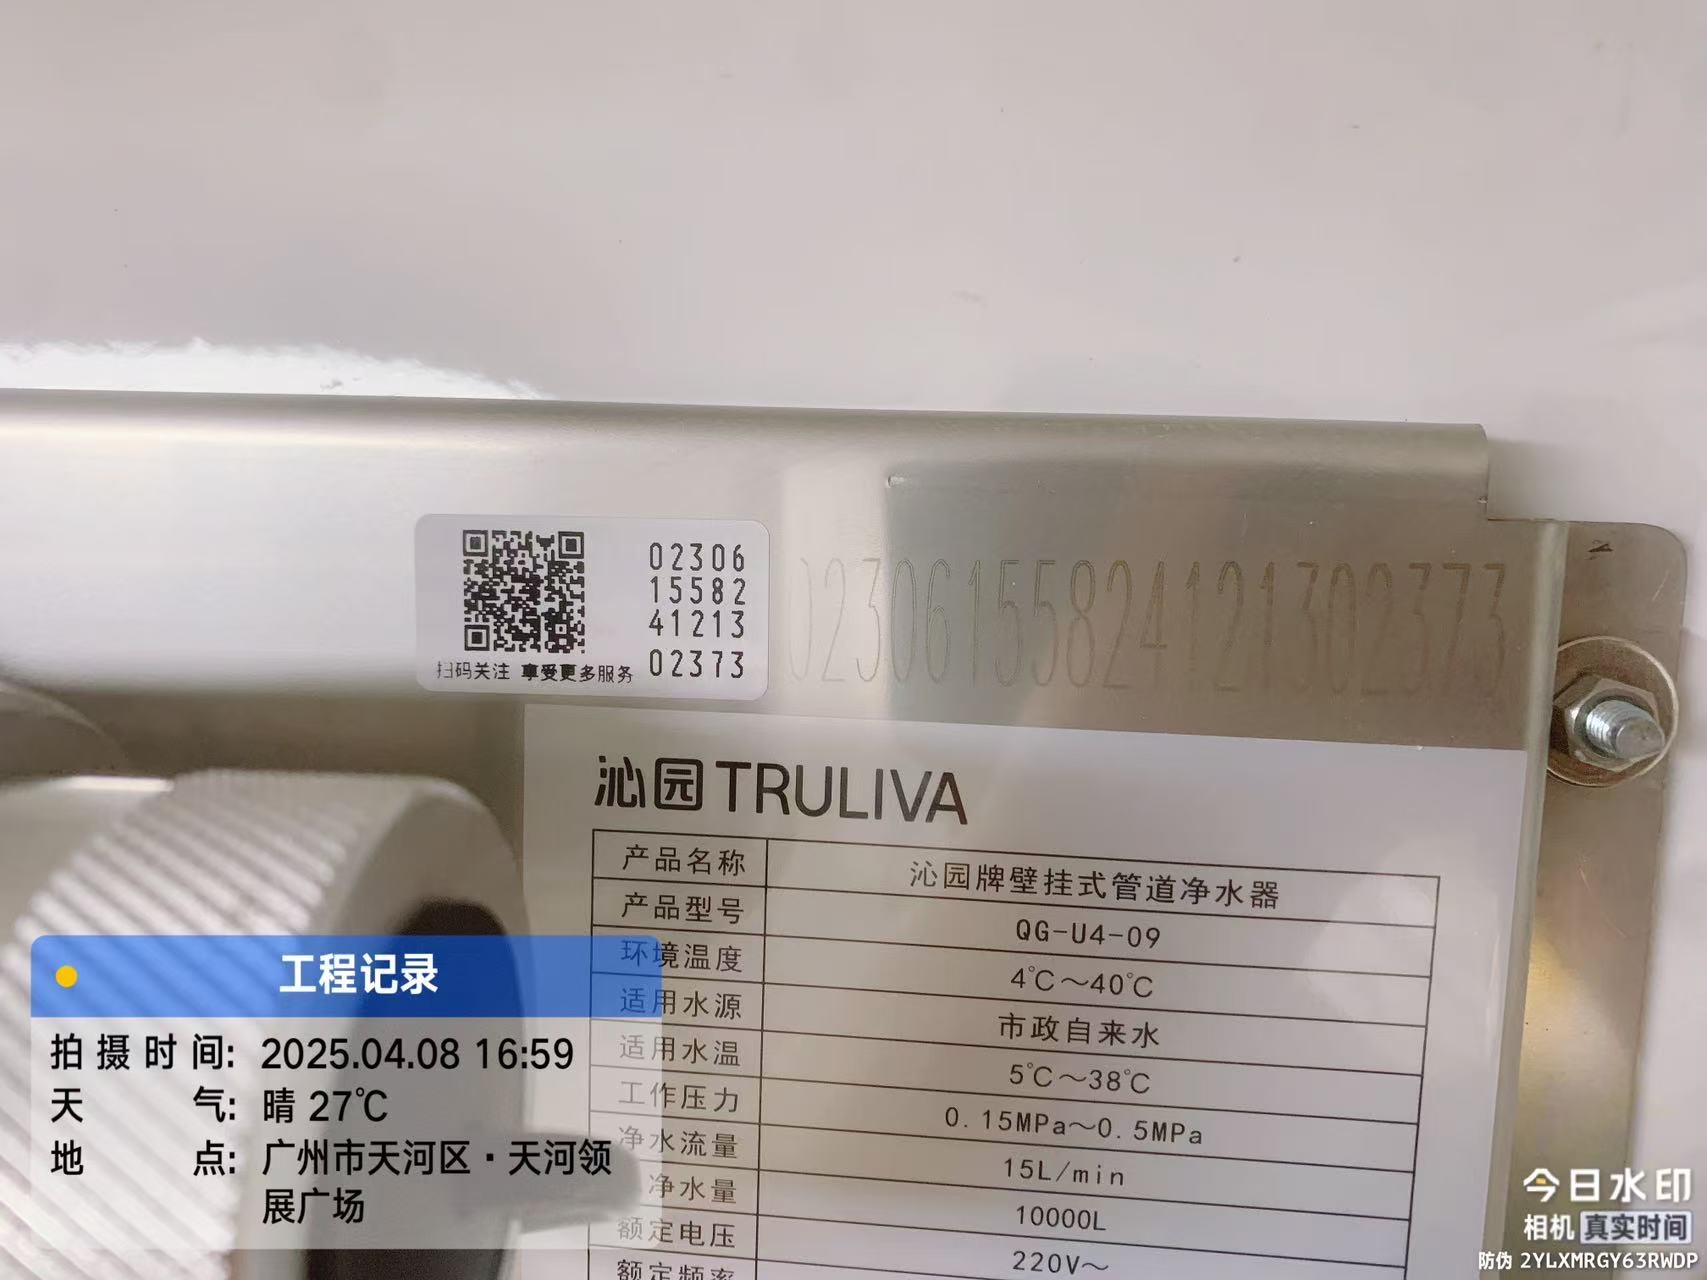 02306
15582
41213
02373
扫码关注 享受更多服务
02306155824121302373
沁园TRULIVA
产品名称 沁园牌壁挂式管道净水器
产品型号 QG-U4-09
环境温度 4℃～40℃
适用水源 市政自来水
适用水温 5℃～38℃
工作压力 0.15MPa～0.5MPa
净水流量 15L/min
净水量 10000L
额定电压 220V～
额定频率
工程记录
拍摄时间: 2025.04.08 16:59
天气: 晴 27℃
地点: 广州市天河区·天河领
展广场
今日水印
相机 真实时间
防伪 2YLXMRGY63RWDP